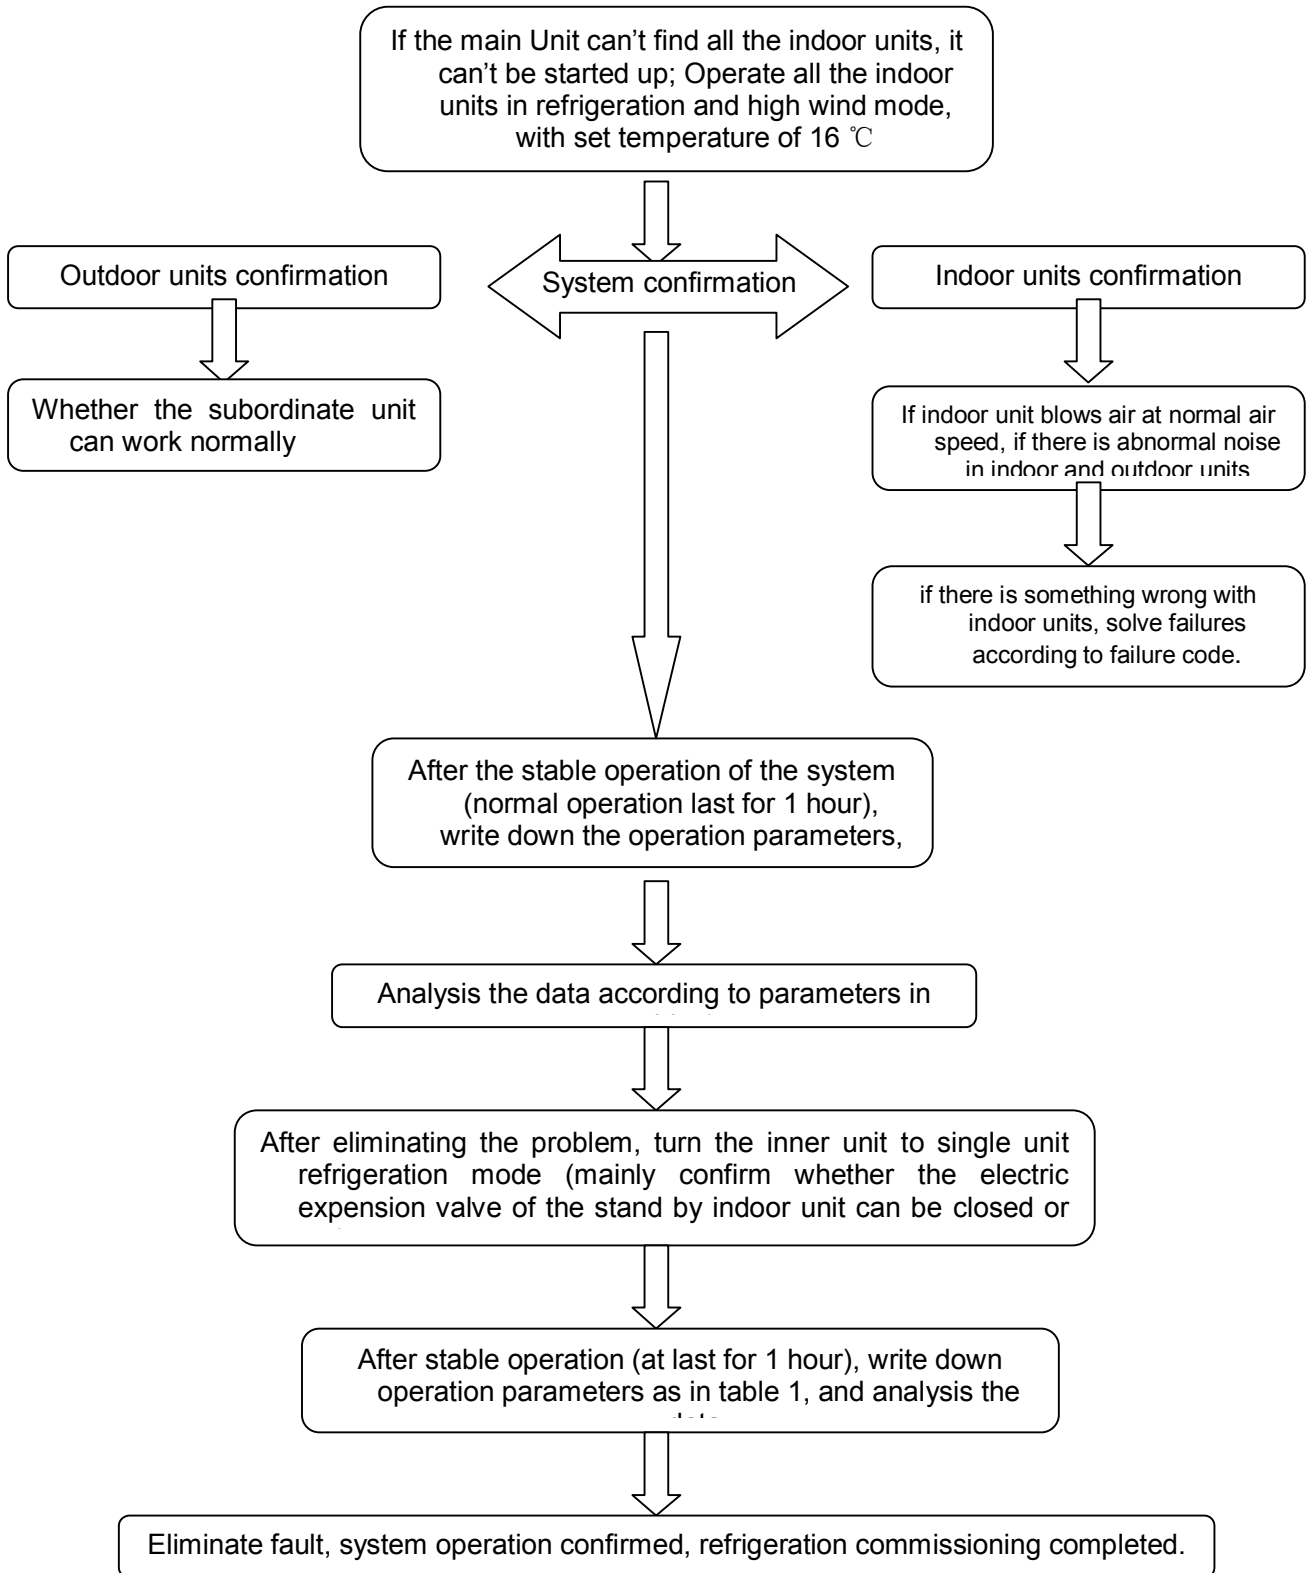 If the main Unit can’t find all the indoor units, it
can’t be started up; Operate all the indoor
units in refrigeration and high wind mode,
with set temperature of 16 ℃
Outdoor units confirmation
System confirmation
Indoor units confirmation
Whether the subordinate unit
can work normally
If indoor unit blows air at normal air
speed, if there is abnormal noise
in indoor and outdoor units
if there is something wrong with
indoor units, solve failures
according to failure code.
After the stable operation of the system
(normal operation last for 1 hour),
write down the operation parameters,
Analysis the data according to parameters in
After eliminating the problem, turn the inner unit to single unit
refrigeration mode (mainly confirm whether the electric
expension valve of the stand by indoor unit can be closed or
After stable operation (at last for 1 hour), write down
operation parameters as in table 1, and analysis the
Eliminate fault, system operation confirmed, refrigeration commissioning completed.